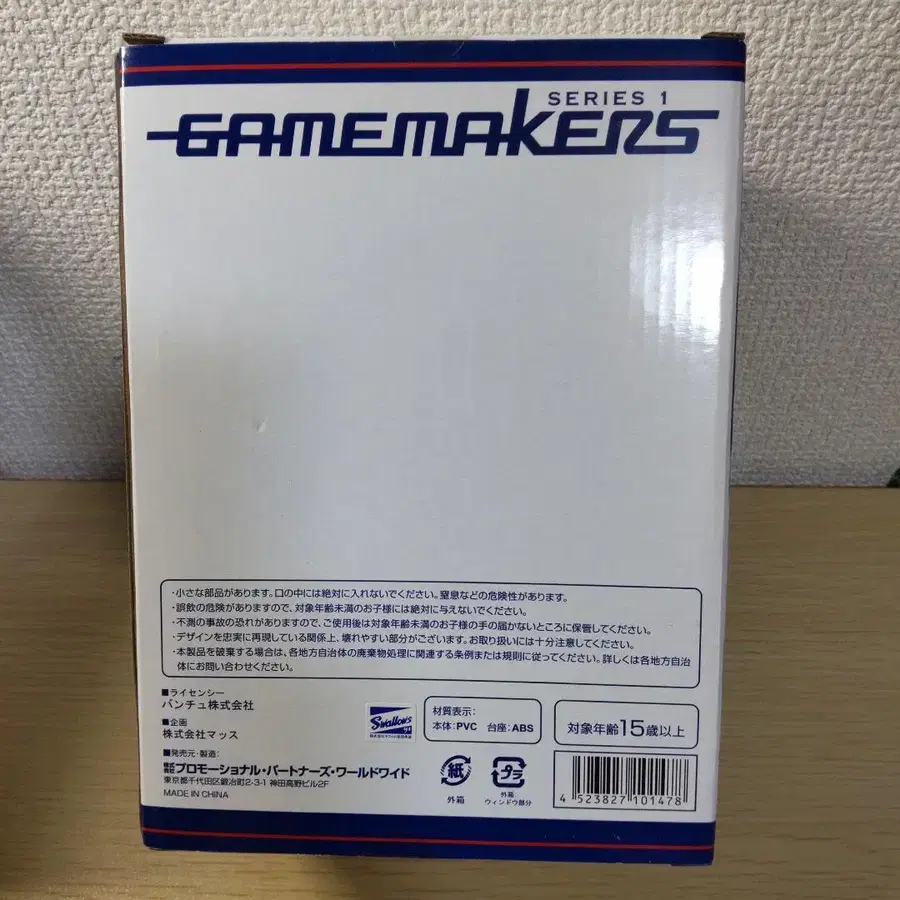 SERIES 1
GAMEMAKERS
・小さな部品があります。口の中には絶対に入れないでください。窒息などの危険性があります。
・誤飲の危険がありますので、対象年齢未満のお子様には絶対に与えないでください。
・不測の事故の恐れがありますので、ご使用後は対象年齢未満のお子様の手の届かないところに保管してください。
・デザインを忠実に再現している関係上、壊れやすい部分がございます。お取り扱いには十分注意してください。
・本製品を破棄する場合は、各地方自治体の廃棄物処理に関連する条例または規則に従ってください。詳しくは各地方自治
体にお問い合わせください。
■ライセンシー
バンチュ株式会社
■企画
株式会社マッス
■発売元・製造:
株式会社プロモーショナル・パートナーズ・ワールドワイド
東京都千代田区鍛冶町2-3-1 神田高野ビル2F
MADE IN CHINA
Swallows
材質表示:
本体:PVC 台座:ABS
対象年齢15歳以上
紙
外箱
プラ
外箱
ウィンドウ部分
4 523827 101478